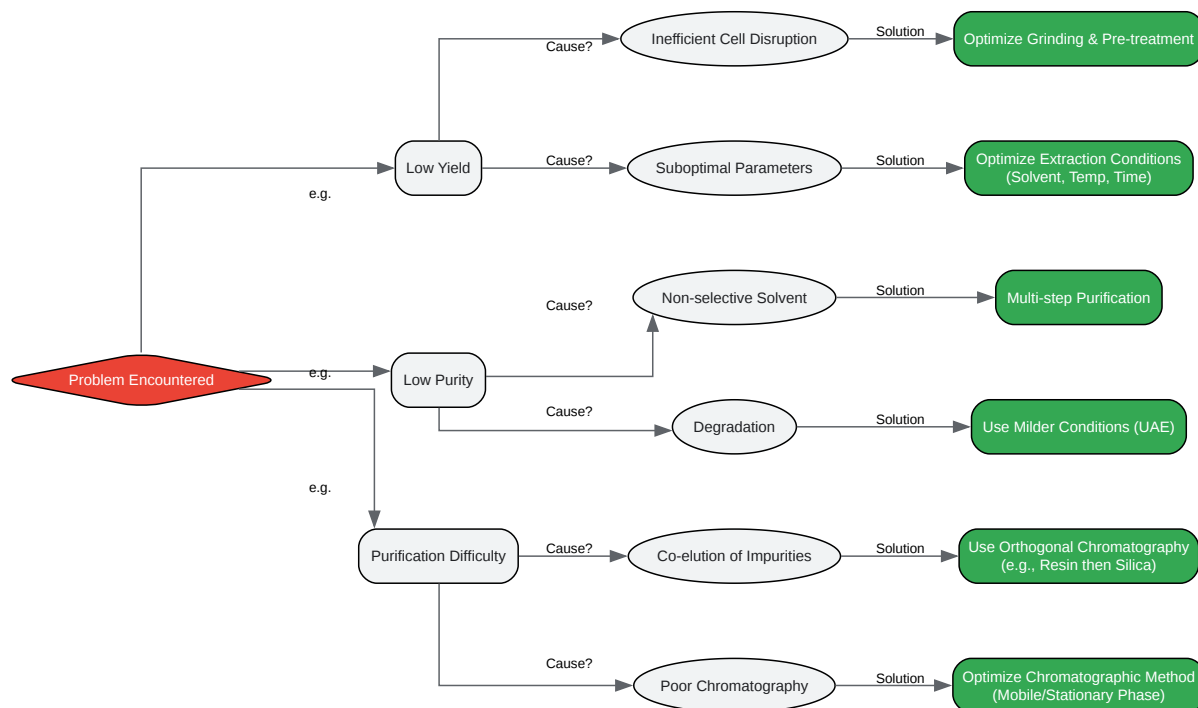 Inefficient Cell Disruption
Solution
Optimize Grinding & Pre-treatment
Cause?
Low Yield
Cause?
Suboptimal Parameters
Solution
Optimize Extraction Conditions
(Solvent, Temp, Time)
e.g.
Non-selective Solvent
Solution
Multi-step Purification
Cause?
Problem Encountered
e.g.
Low Purity
Cause?
Degradation
Solution
Use Milder Conditions (UAE)
e.g.
Purification Difficulty
Cause?
Co-elution of Impurities
Solution
Use Orthogonal Chromatography
(e.g., Resin then Silica)
Cause?
Poor Chromatography
Solution
Optimize Chromatographic Method
(Mobile/Stationary Phase)